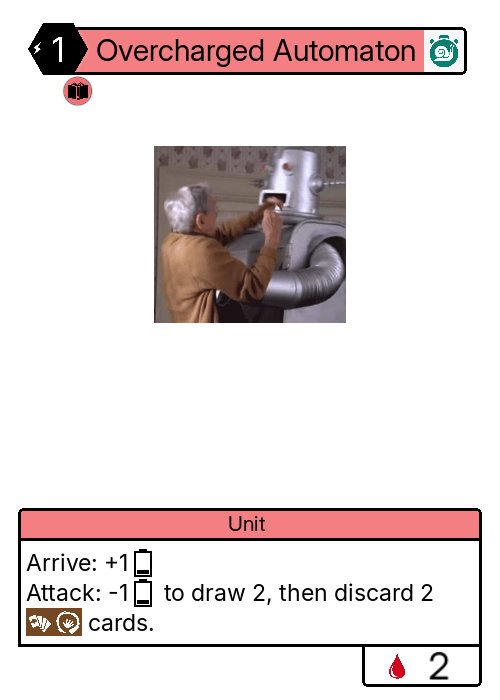 1 Overcharged Automaton
Unit
Arrive: +1
Attack: -1 to draw 2, then discard 2
cards.
2